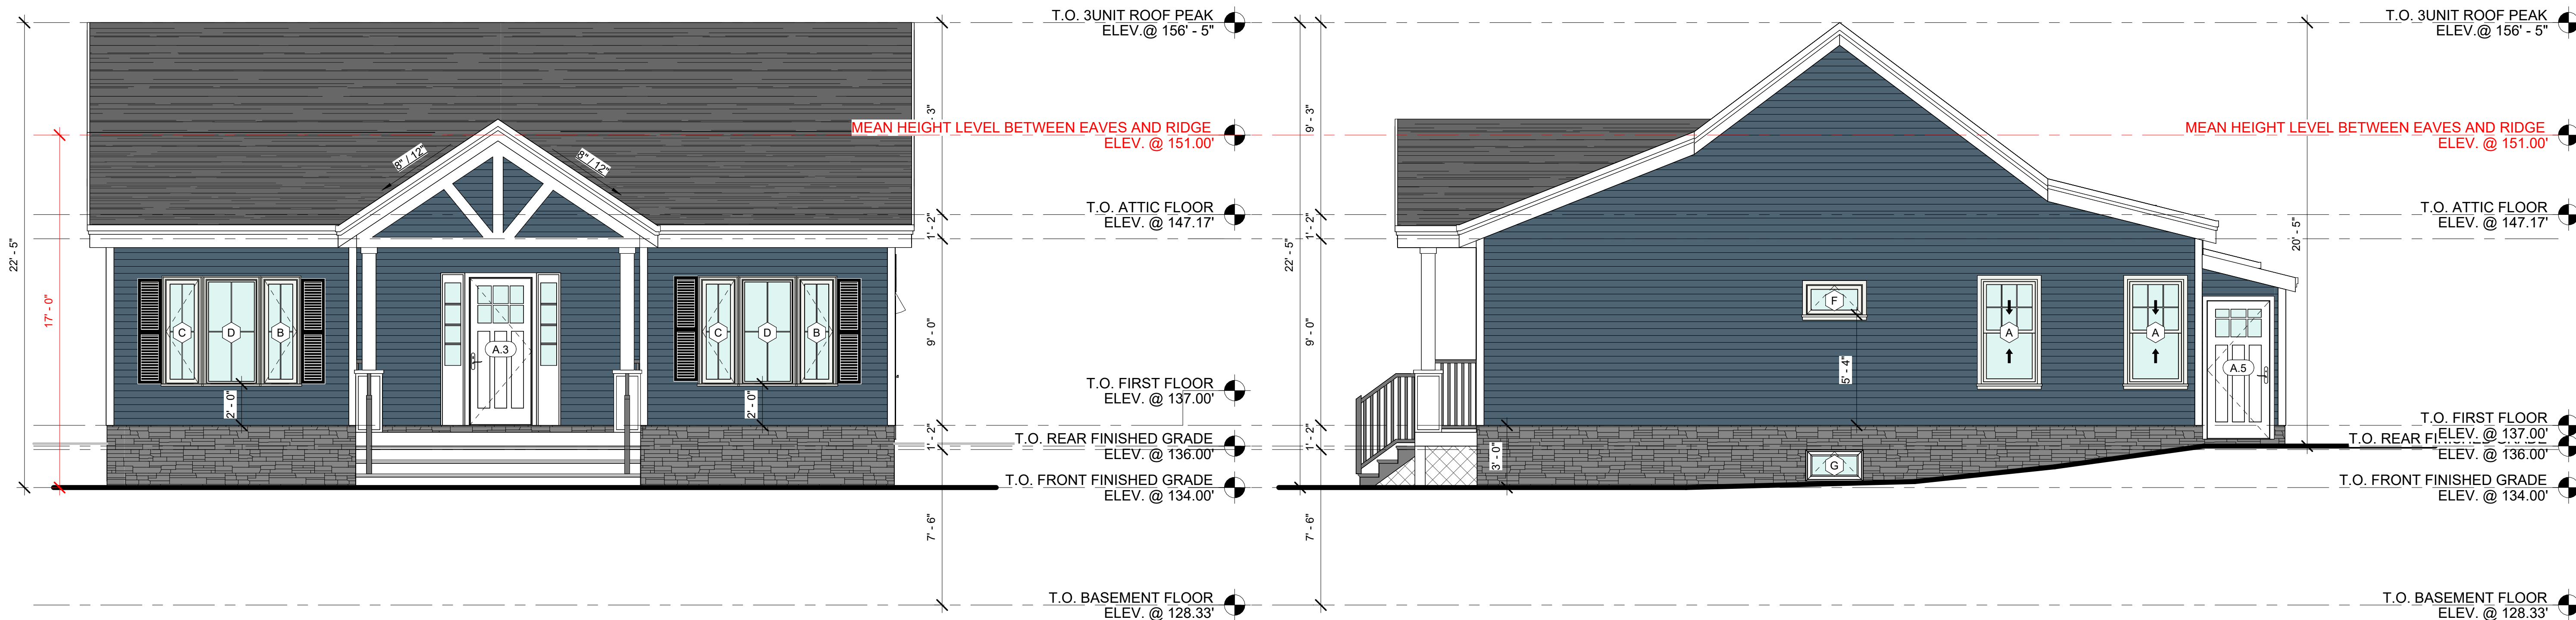 T.O. 3UNIT ROOF PEAK
ELEV.@ 156' - 5"
MEAN HEIGHT LEVEL BETWEEN EAVES AND RIDGE
ELEV. @ 151.00'
T.O. ATTIC FLOOR
ELEV. @ 147.17'
T.O. FIRST FLOOR
ELEV. @ 137.00'
T.O. REAR FINISHED GRADE
ELEV. @ 136.00'
T.O. FRONT FINISHED GRADE
ELEV. @ 134.00'
T.O. BASEMENT FLOOR
ELEV. @ 128.33'
22' - 5"
17' - 0"
8" / 12"
8" / 12"
C
D
B
A.3
C
D
B
2' - 0"
2' - 0"
9' - 3"
1' - 2"
9' - 0"
1' - 2"
7' - 6"
22' - 5"
9' - 3"
1' - 2"
9' - 0"
1' - 2"
7' - 6"
3' - 0"
F
5' - 4"
G
A
A
A.5
20' - 5"
T.O. 3UNIT ROOF PEAK
ELEV.@ 156' - 5"
MEAN HEIGHT LEVEL BETWEEN EAVES AND RIDGE
ELEV. @ 151.00'
T.O. ATTIC FLOOR
ELEV. @ 147.17'
T.O. FIRST FLOOR
ELEV. @ 137.00'
T.O. REAR
ELEV. @ 136.00'
T.O. FRONT FINISHED GRADE
ELEV. @ 134.00'
T.O. BASEMENT FLOOR
ELEV. @ 128.33'